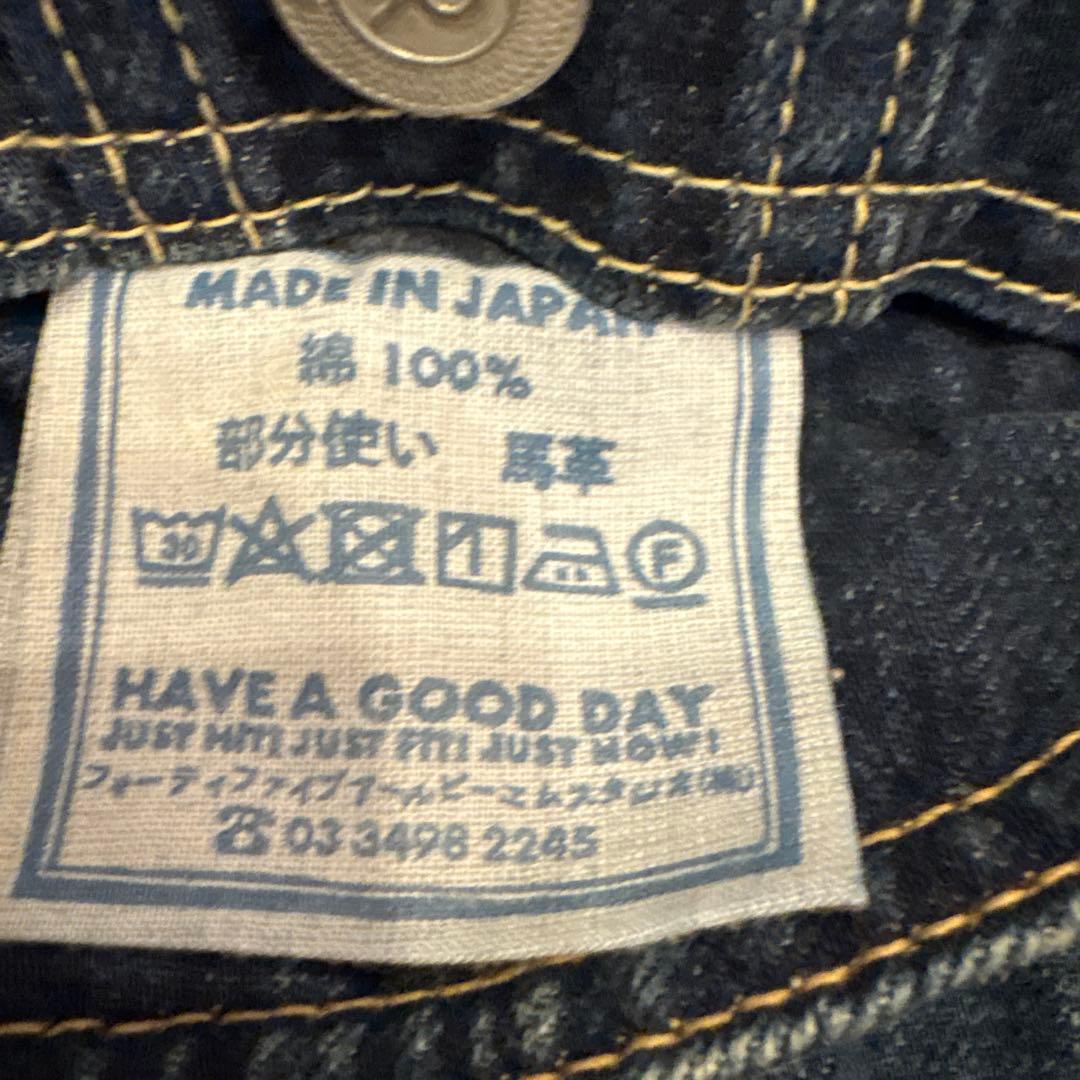 MADE IN JAPAN
綿 100%
部分使い 馬革
30 1 F
HAVE A GOOD DAY
JUST HIT! JUST FIT! JUST NOW!
フォーティファイブアールピーエムスタジオ(株)
☎ 03 3498 2245